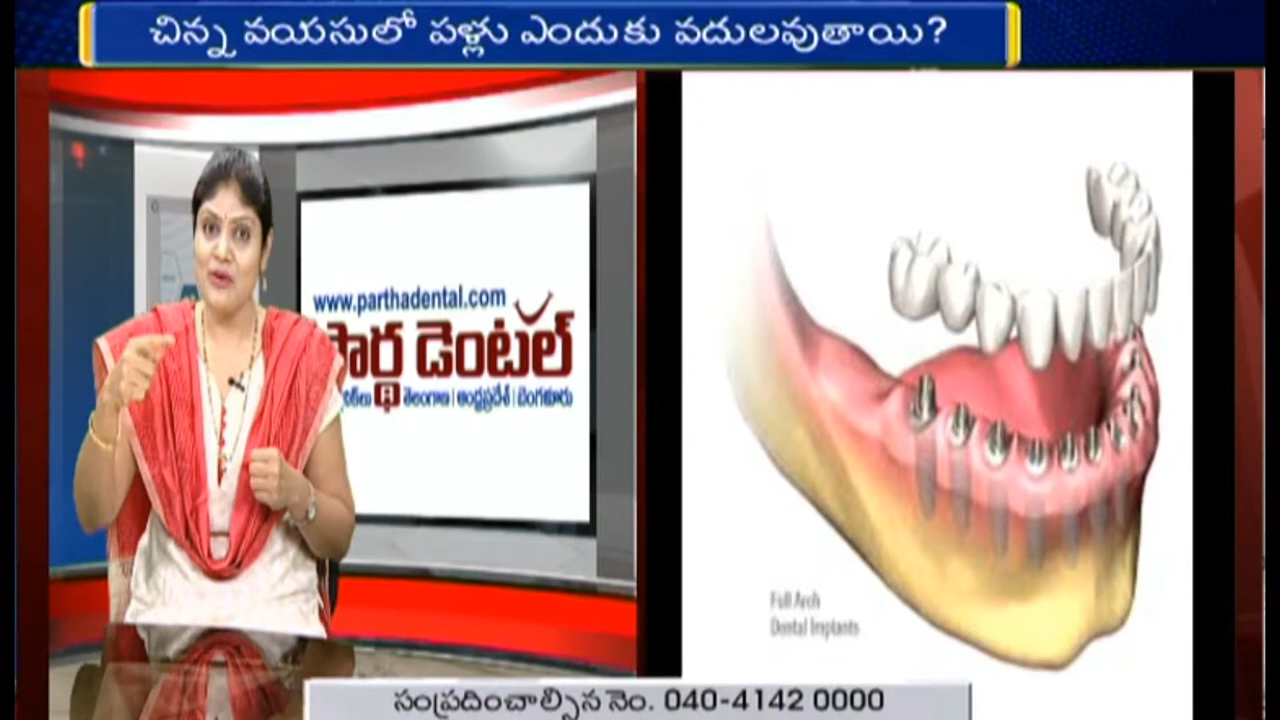 చిన్న వయసులో పళ్లు ఎందుకు వదులవుతాయి?
www.parthadental.com
పార్థ డెంటల్
తెలంగాణ | ఆంధ్రప్రదేశ్ | బెంగళూరు
Full Arch
Dental Implants
సంప్రదించాల్సిన నెం. 040-4142 0000